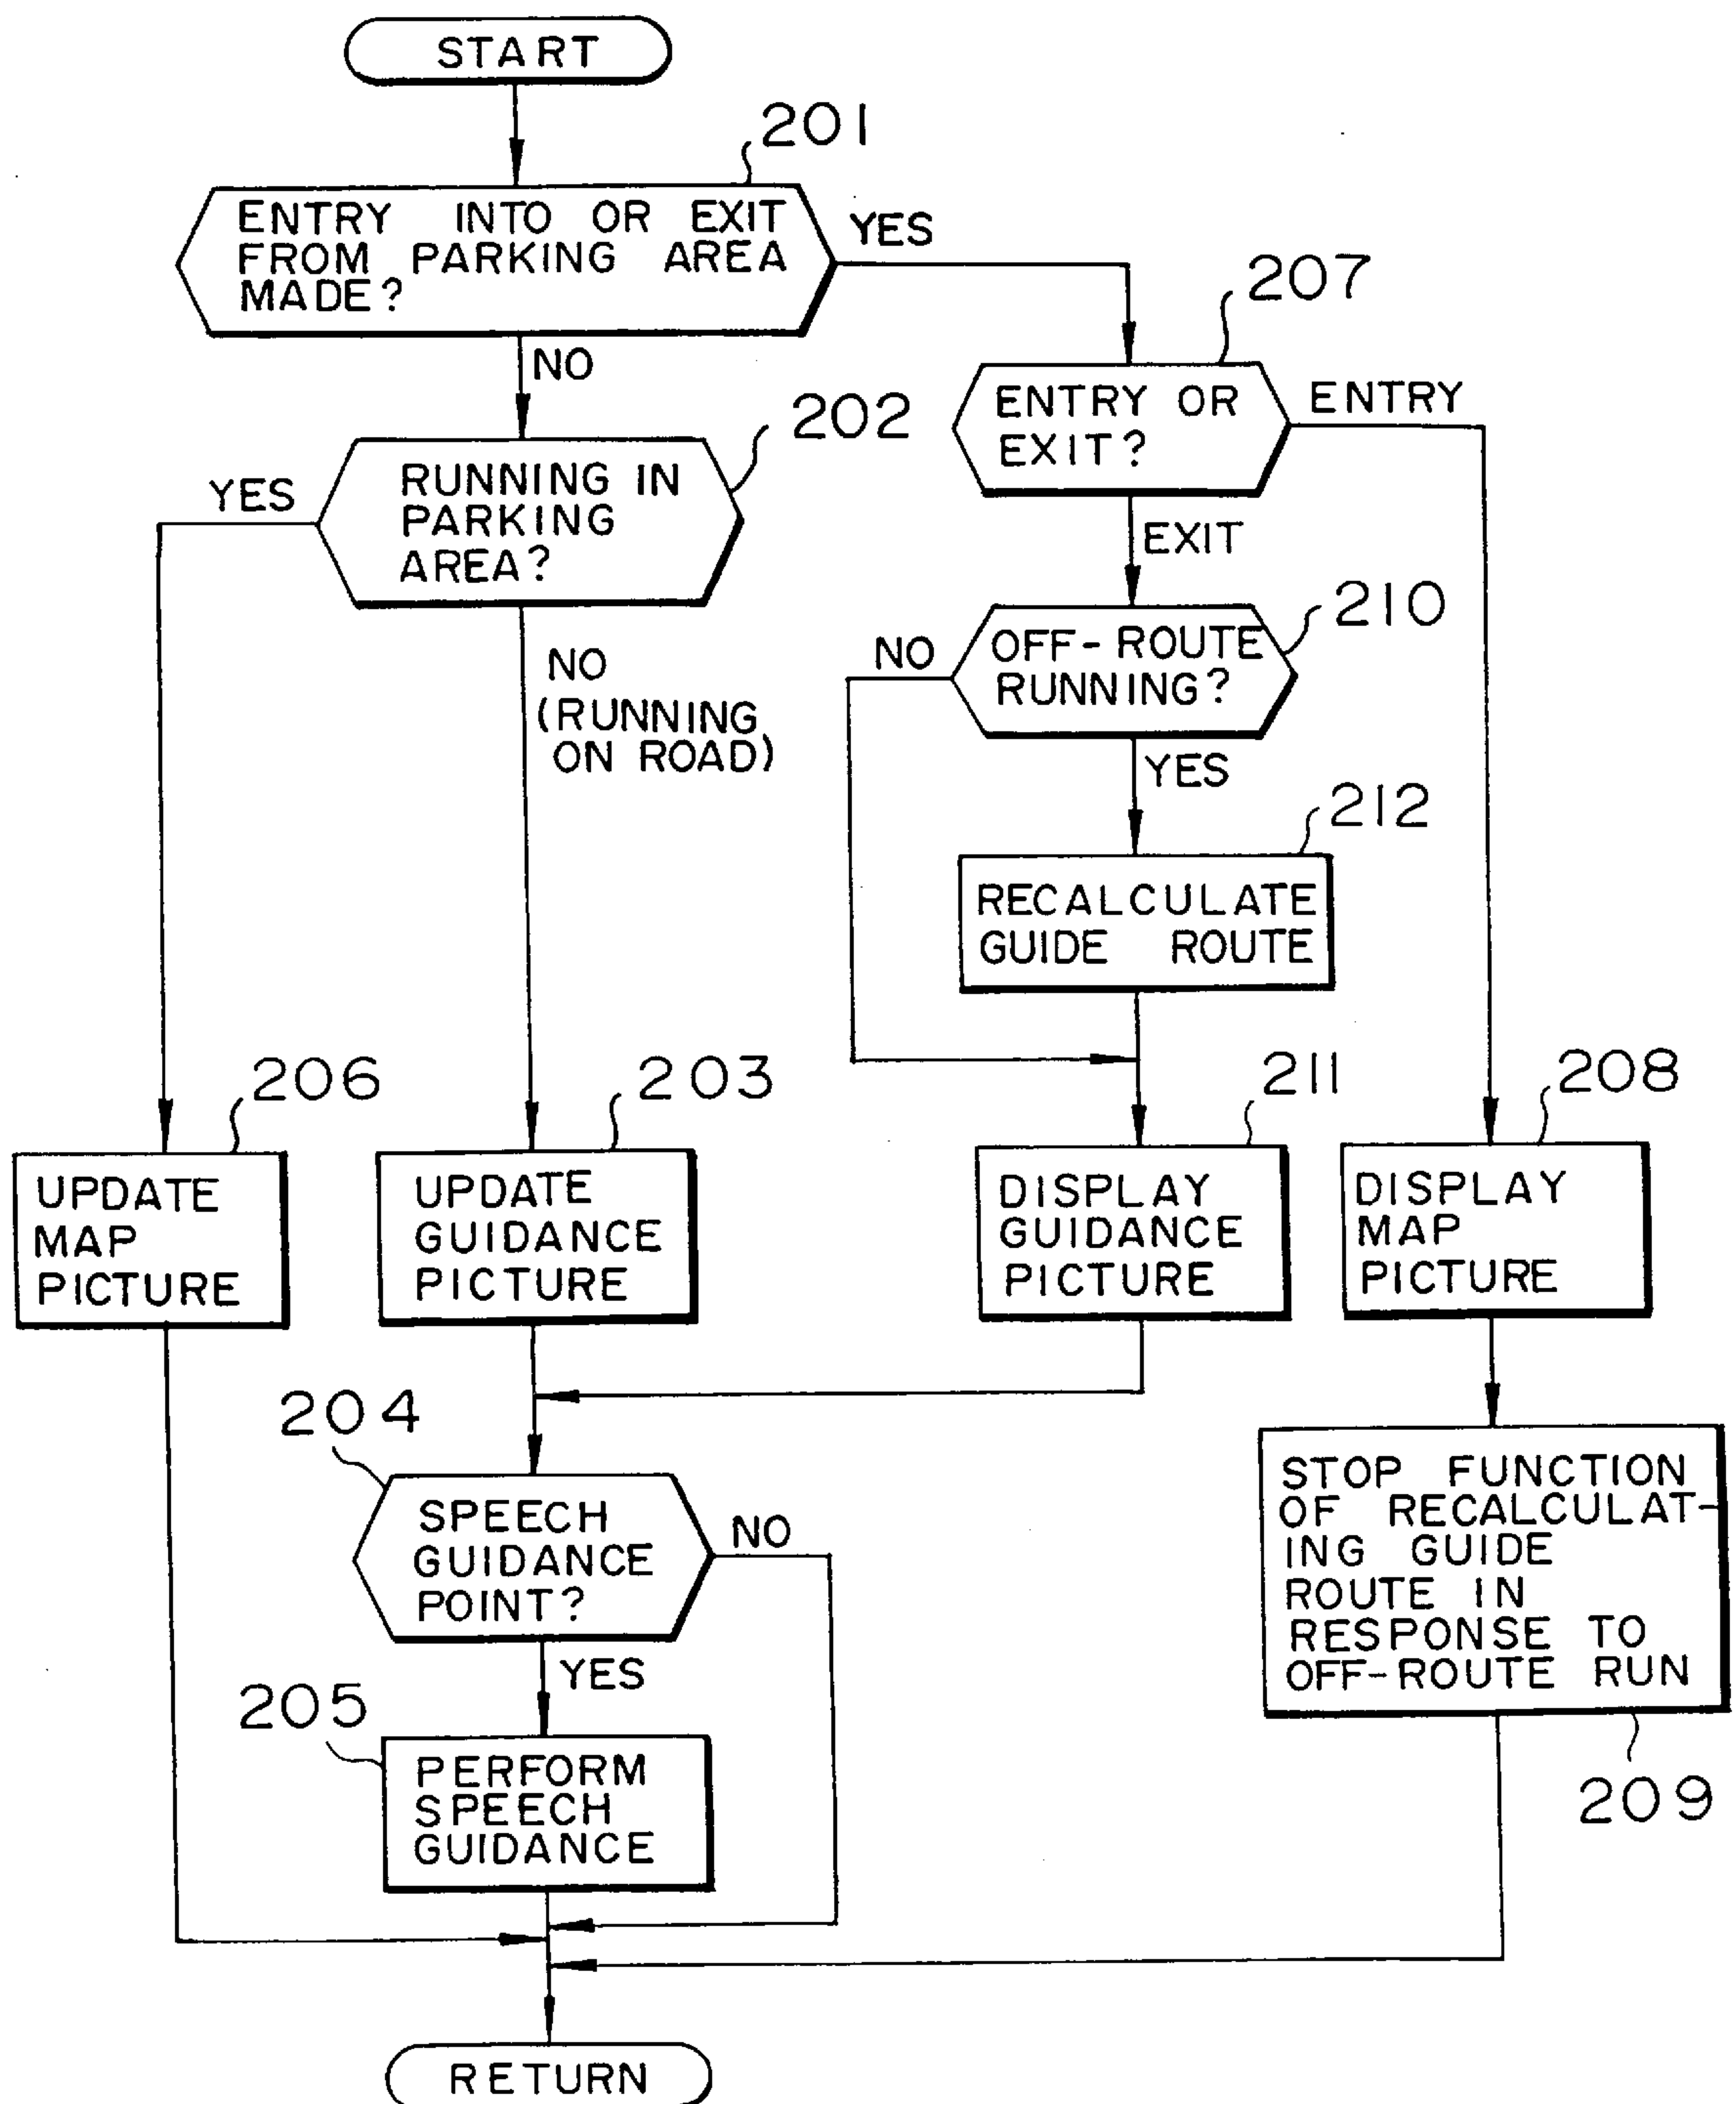 START
201
ENTRY INTO OR EXIT
FROM PARKING AREA
MADE?
YES
NO
207
ENTRY OR
EXIT?
ENTRY
EXIT
202
RUNNING IN
PARKING
AREA?
YES
NO
(RUNNING
ON ROAD)
210
OFF-ROUTE
RUNNING?
NO
YES
212
RECALCULATE
GUIDE ROUTE
206
UPDATE
MAP
PICTURE
203
UPDATE
GUIDANCE
PICTURE
211
DISPLAY
GUIDANCE
PICTURE
208
DISPLAY
MAP
PICTURE
204
SPEECH
GUIDANCE
POINT?
NO
YES
205
PERFORM
SPEECH
GUIDANCE
STOP FUNCTION
OF RECALCULAT-
ING GUIDE
ROUTE IN
RESPONSE TO
OFF-ROUTE RUN
209
RETURN